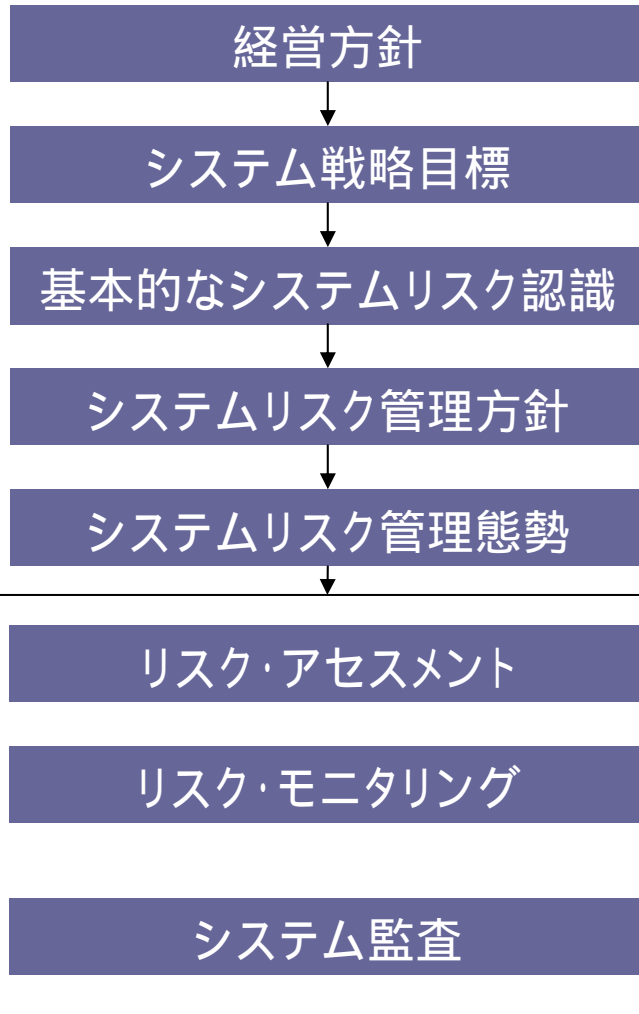 経営方針
システム戦略目標
基本的なシステムリスク認識
システムリスク管理方針
システムリスク管理態勢
リスク・アセスメント
リスク・モニタリング
システム監査